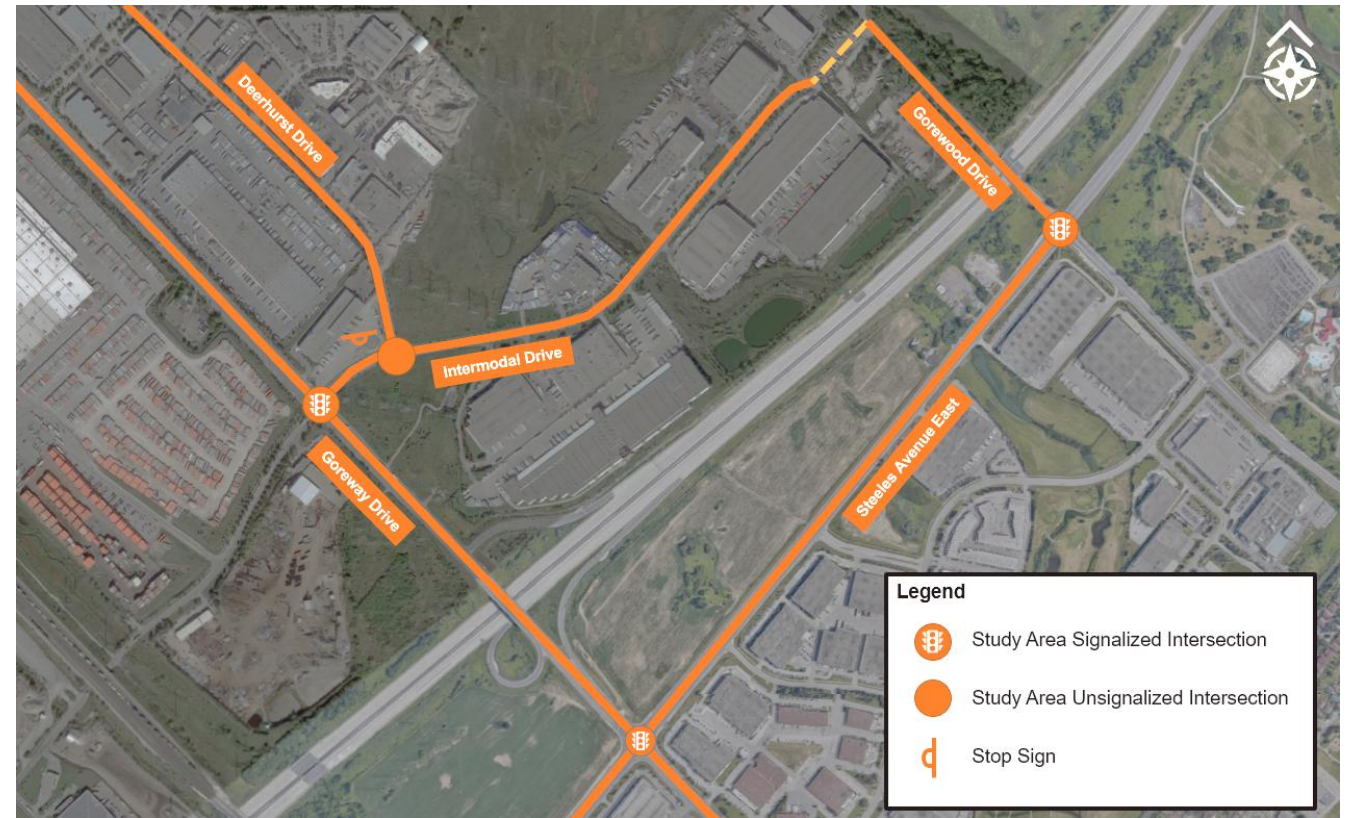 Deerhurst Drive
Gorewood Drive
Intermodal Drive
Goreway Drive
Steeles Avenue East
Legend
Study Area Signalized Intersection
Study Area Unsignalized Intersection
Stop Sign